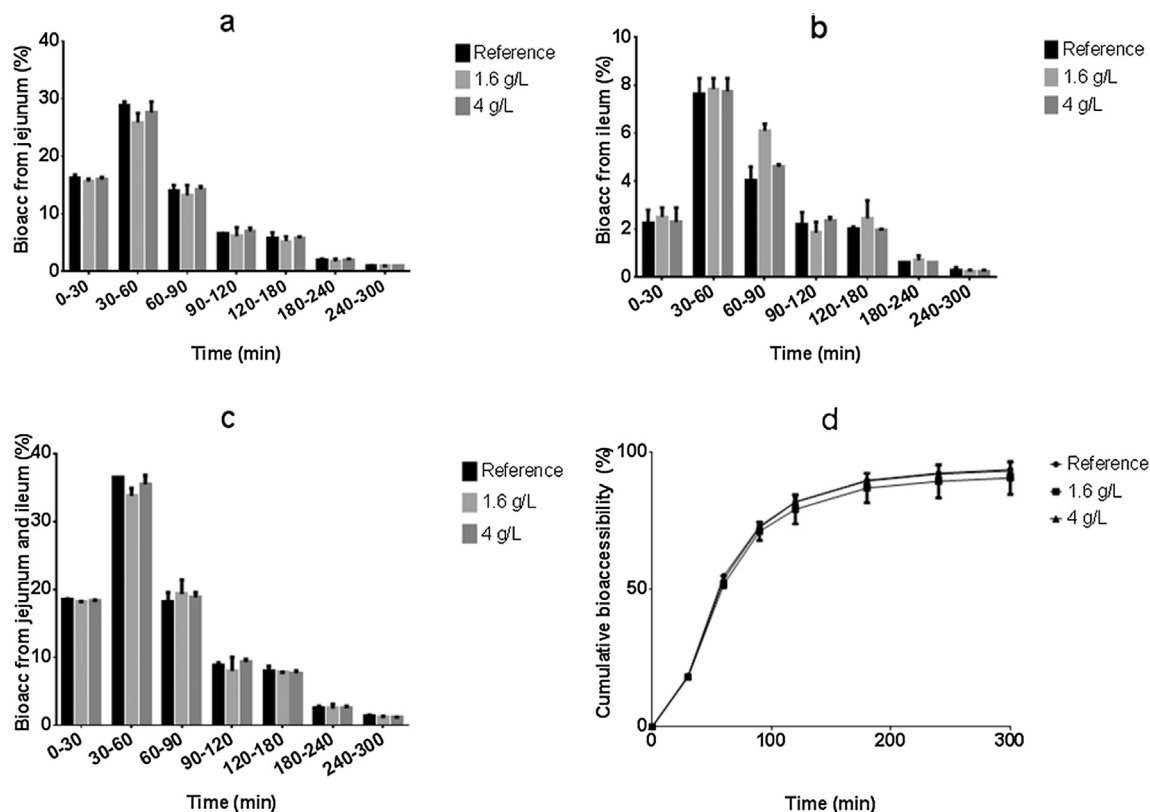 a
Bioacc from jejunum (%)
40
30
20
10
0
0-30
30-60
60-90
90-120
120-180
180-240
240-300
Time (min)
Reference
1.6 g/L
4 g/L
b
Bioacc from ileum (%)
10
8
6
4
2
0
0-30
30-60
60-90
90-120
120-180
180-240
240-300
Time (min)
Reference
1.6 g/L
4 g/L
c
Bioacc from jejunum and ileum (%)
40
30
20
10
0
0-30
30-60
60-90
90-120
120-180
180-240
240-300
Time (min)
Reference
1.6 g/L
4 g/L
d
Cumulative bioaccessibility (%)
100
50
0
0
100
200
300
Time (min)
Reference
1.6 g/L
4 g/L